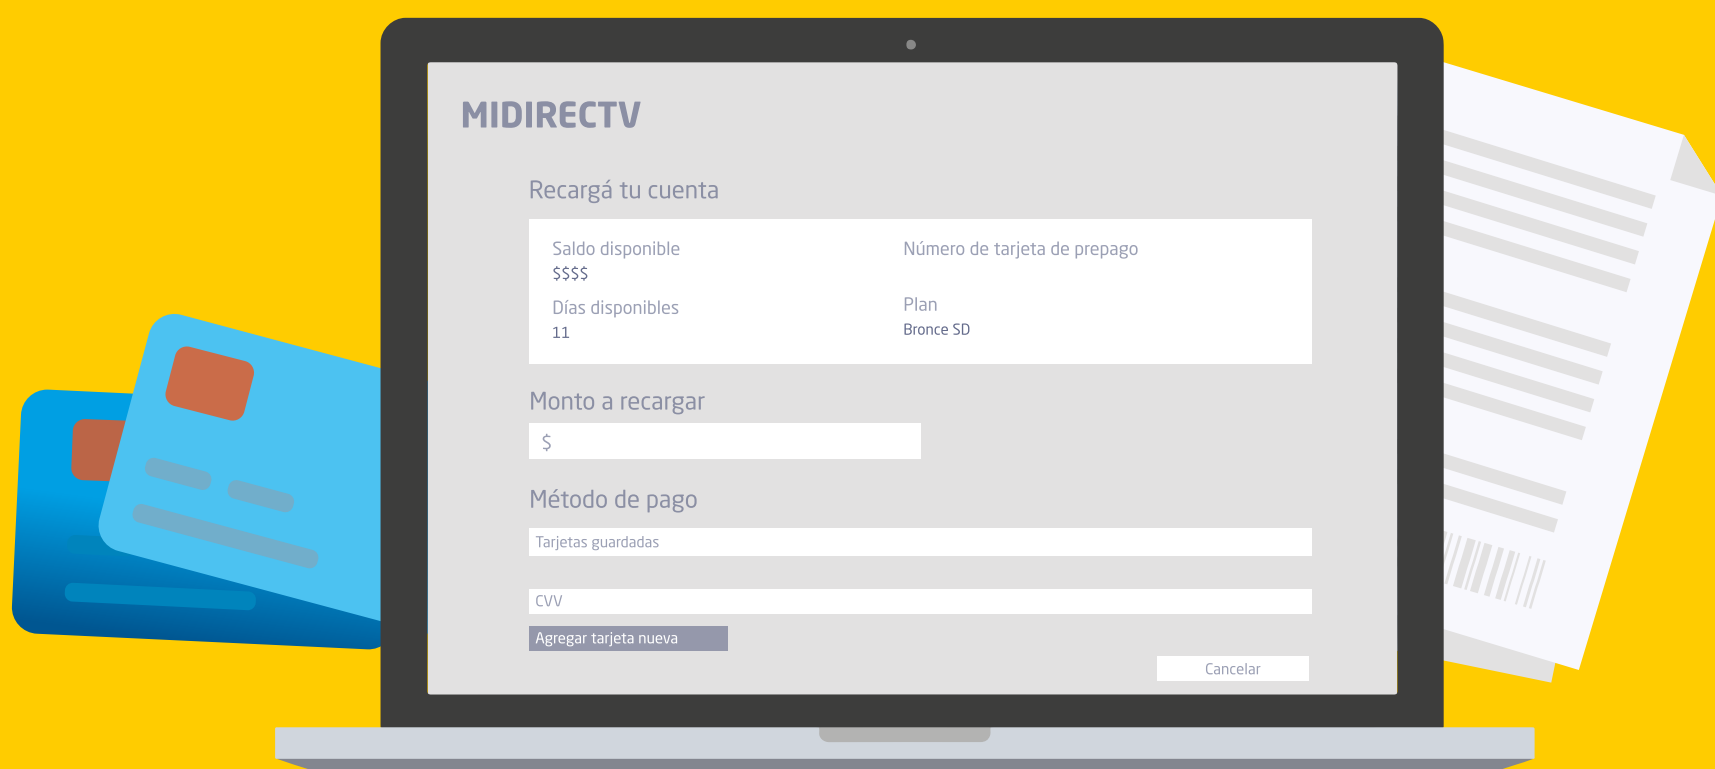 MIDIRECTV
Recargá tu cuenta
Saldo disponible
$$$$
Días disponibles
11
Número de tarjeta de prepago
Plan
Bronce SD
Monto a recargar
$
Método de pago
Tarjetas guardadas
CVV
Agregar tarjeta nueva
Cancelar